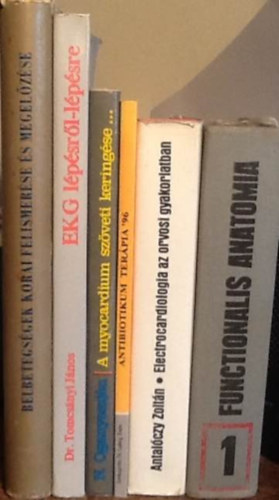 BELBETEGSÉGEK KORAI FELISMERÉSE ÉS MEGELŐZÉSE
Dr. Tomcsányi János EKG lépésről-lépésre
A myocardium szöveti keringése ...
ANTIBIOTIKUM TERÁPIA '96
Antalóczy Zoltán • Electrocardiologia az orvosi gyakorlatban
1 FUNCTIONALIS ANATOMIA